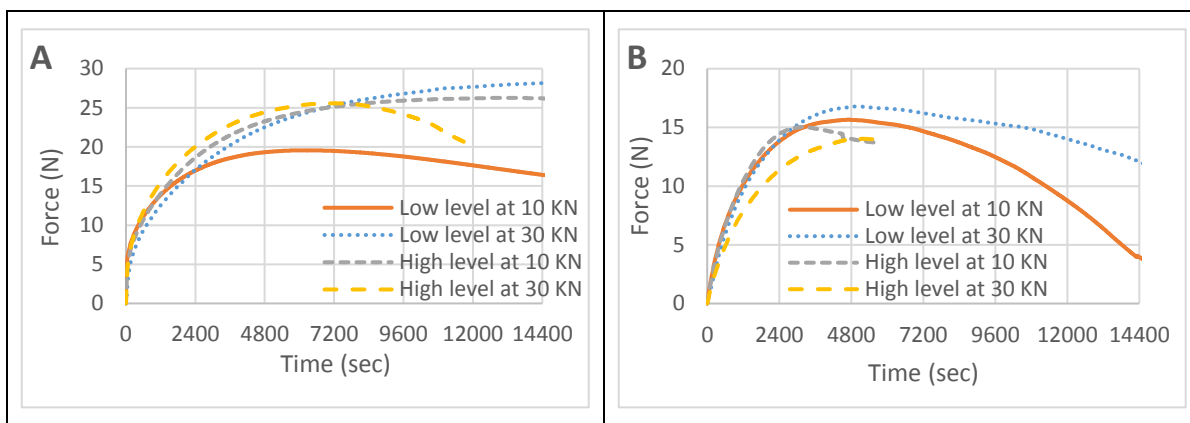 A
Force (N)
30
25
20
15
10
5
0
Low level at 10 KN
Low level at 30 KN
High level at 10 KN
High level at 30 KN
0 2400 4800 7200 9600 12000 14400
Time (sec)
B
Force (N)
20
15
10
5
0
Low level at 10 KN
Low level at 30 KN
High level at 10 KN
High level at 30 KN
0 2400 4800 7200 9600 12000 14400
Time (sec)